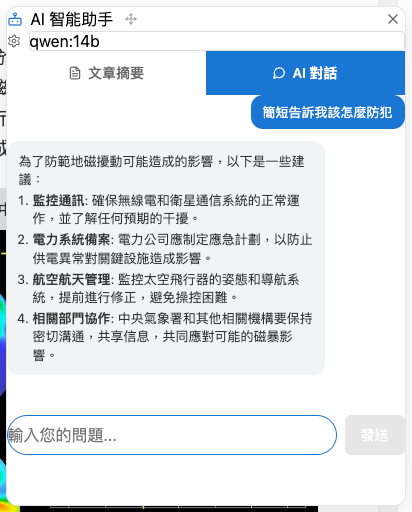 AI 智能助手
qwen:14b
文章摘要
AI 對話
簡短告訴我該怎麼防犯
為了防範地磁擾動可能造成的影響，以下是一些建
議：
1. 監控通訊: 確保無線電和衛星通信系統的正常運
作，並了解任何預期的干擾。
2. 電力系統備案: 電力公司應制定應急計劃，以防止
供電異常對關鍵設施造成影響。
3. 航空航天管理: 監控太空飛行器的姿態和導航系
統，提前進行修正，避免操控困難。
4. 相關部門協作: 中央氣象署和其他相關機構要保持
密切溝通，共享信息，共同應對可能的磁暴影
響。
輸入您的問題...
發送